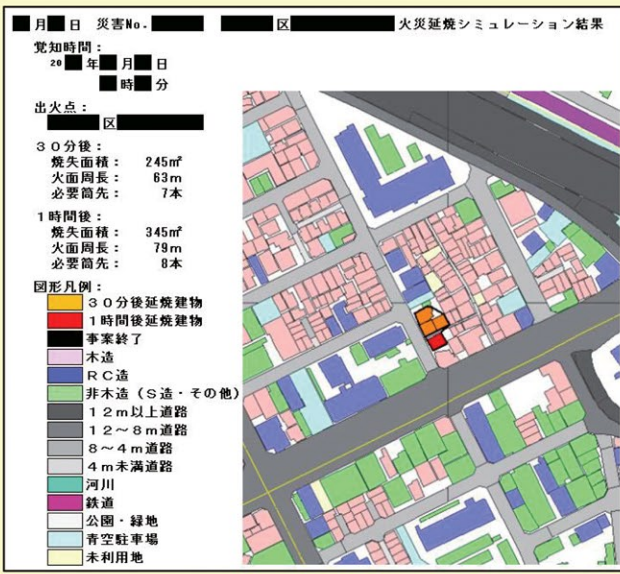 月 日 災害No. 区 火災延焼シミュレーション結果
覚知時間：
20 年 月 日
時 分
出火点：
区
３０分後：
焼失面積： 245㎡
火面周長： 63m
必要筒先： 7本
１時間後：
焼失面積： 345㎡
火面周長： 79m
必要筒先： 8本
図形凡例：
３０分後延焼建物
１時間後延焼建物
事案終了
木造
ＲＣ造
非木造（Ｓ造・その他）
１２ｍ以上道路
１２～８ｍ道路
８～４ｍ道路
４ｍ未満道路
河川
鉄道
公園・緑地
青空駐車場
未利用地